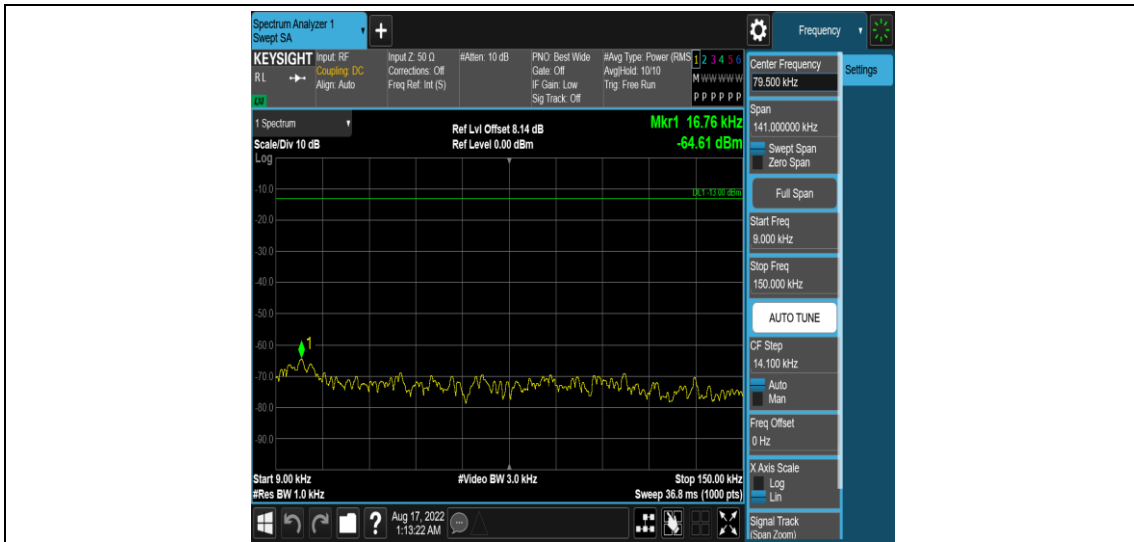 Spectrum Analyzer 1
Swept SA
+
Frequency
KEYSIGHT
RL
LXI
Input: RF
Coupling: DC
Align: Auto
Input Z: 50 Ω
Corrections: Off
Freq Ref: Int (S)
#Atten: 10 dB
PNO: Best Wide
Gate: Off
IF Gain: Low
Sig Track: Off
#Avg Type: Power (RMS
Avg|Hold: 10/10
Trig: Free Run
1 2 3 4 5 6
M W W W W W
P P P P P P
Center Frequency
79.500 kHz
Settings
Span
141.000000 kHz
Swept Span
Zero Span
Full Span
Start Freq
9.000 kHz
Stop Freq
150.000 kHz
AUTO TUNE
CF Step
14.100 kHz
Auto
Man
Freq Offset
0 Hz
X Axis Scale
Log
Lin
Signal Track
(Span Zoom)
1 Spectrum
Scale/Div 10 dB
Log
Ref Lvl Offset 8.14 dB
Ref Level 0.00 dBm
Mkr1 16.76 kHz
-64.61 dBm
DL1 -13.00 dBm
-10.0
-20.0
-30.0
-40.0
-50.0
-60.0
1
-70.0
-80.0
-90.0
Start 9.00 kHz
#Video BW 3.0 kHz
Stop 150.00 kHz
#Res BW 1.0 kHz
Sweep 36.8 ms (1000 pts)
?
Aug 17, 2022
1:13:22 AM